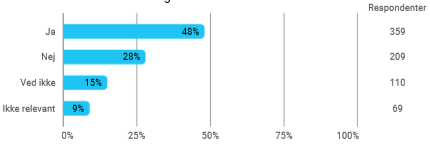 Respondenter
Ja 48% 359
Nej 28% 209
Ved ikke 15% 110
Ikke relevant 9% 69
0% 25% 50% 75% 100%